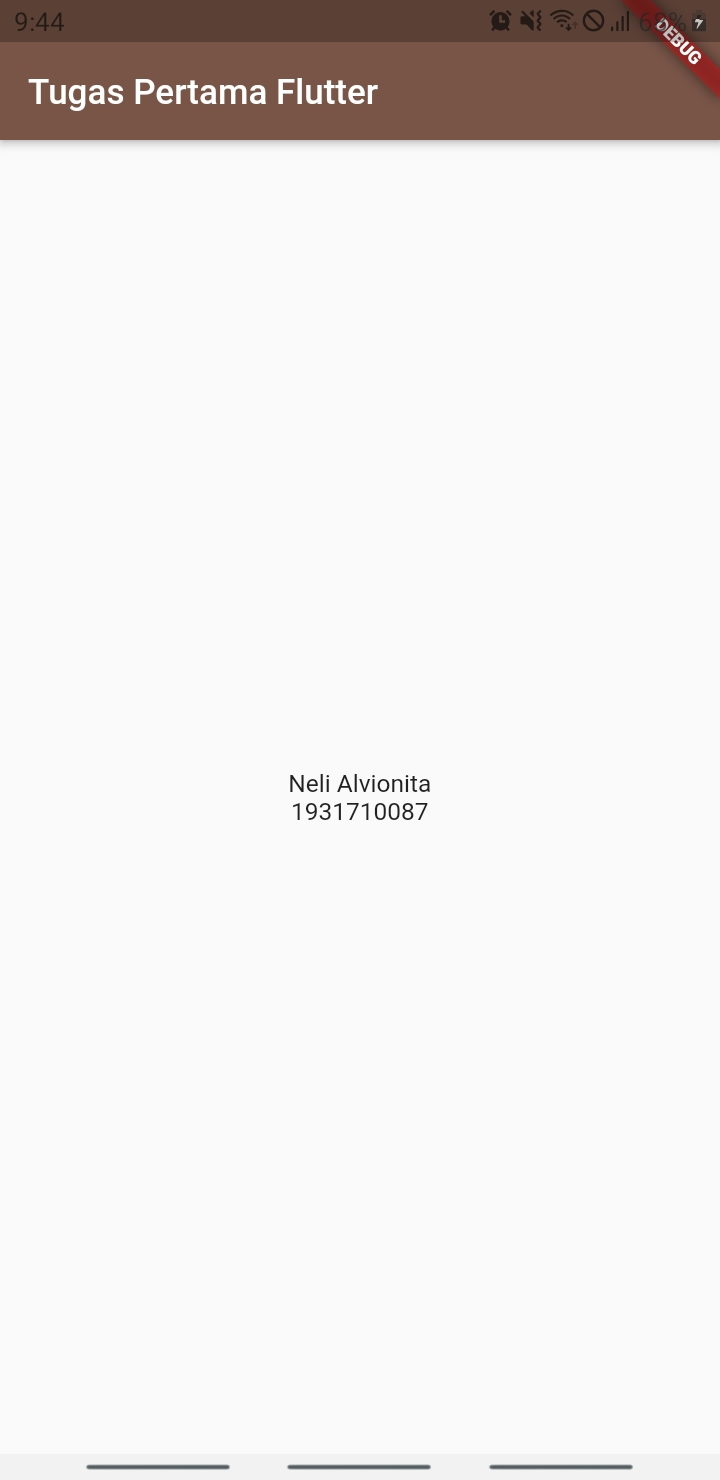 9:44
DEBUG
Tugas Pertama Flutter
Neli Alvionita
1931710087